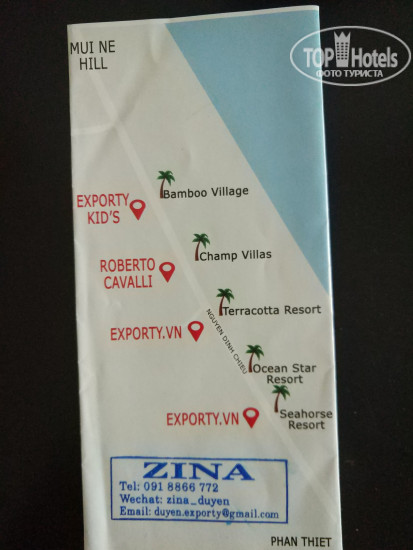 TOP Hotels
ФОТО ТУРИСТА
MUI NE
HILL
Bamboo Village
EXPORTY
KID'S
Champ Villas
ROBERTO
CAVALLI
Terracotta Resort
NGUYEN DINH CHIEU
EXPORTY.VN
Ocean Star
Resort
Seahorse
Resort
EXPORTY.VN
ZINA
Tel: 091 8866 772
Wechat: zina_duyen
Email: duyen.exporty@gmail.com
PHAN THIET